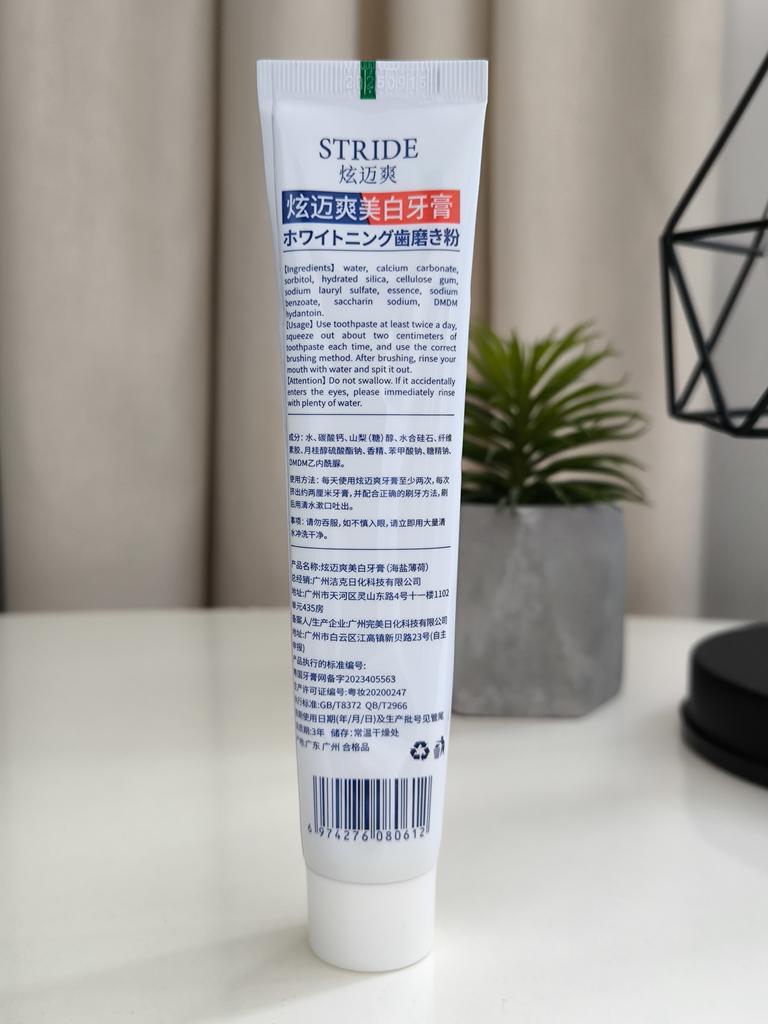 20250915
STRIDE
炫迈爽
炫迈爽美白牙膏
ホワイトニング歯磨き粉
【Ingredients】 water, calcium carbonate,
sorbitol, hydrated silica, cellulose gum,
sodium lauryl sulfate, essence, sodium
benzoate, saccharin sodium, DMDM
hydantoin.
【Usage】 Use toothpaste at least twice a day,
squeeze out about two centimeters of
toothpaste each time, and use the correct
brushing method. After brushing, rinse your
mouth with water and spit it out.
【Attention】 Do not swallow. If it accidentally
enters the eyes, please immediately rinse
with plenty of water.
成分：水、碳酸钙、山梨（糖）醇、水合硅石、纤维
素胶、月桂醇硫酸酯钠、香精、苯甲酸钠、糖精钠、
DMDM乙内酰脲。
使用方法：每天使用炫迈爽牙膏至少两次，每次
挤出约两厘米牙膏，并配合正确的刷牙方法，刷
后用清水漱口吐出。
事项：请勿吞服，如不慎入眼，请立即用大量清
水冲洗干净。
产品名称:炫迈爽美白牙膏（海盐薄荷）
总经销:广州洁克日化科技有限公司
地址:广州市天河区灵山东路4号十一楼1102
单元435房
备案人/生产企业:广州完美日化科技有限公司
地址:广州市白云区江高镇新贝路23号(自主
申报)
产品执行的标准编号:
国牙膏网备字2023405563
生产许可证编号:粤妆20200247
执行标准:GB/T8372 QB/T2966
期使用日期(年/月/日)及生产批号见管尾
质期:3年 储存:常温干燥处
地:广东 广州 合格品
6 974276 080612